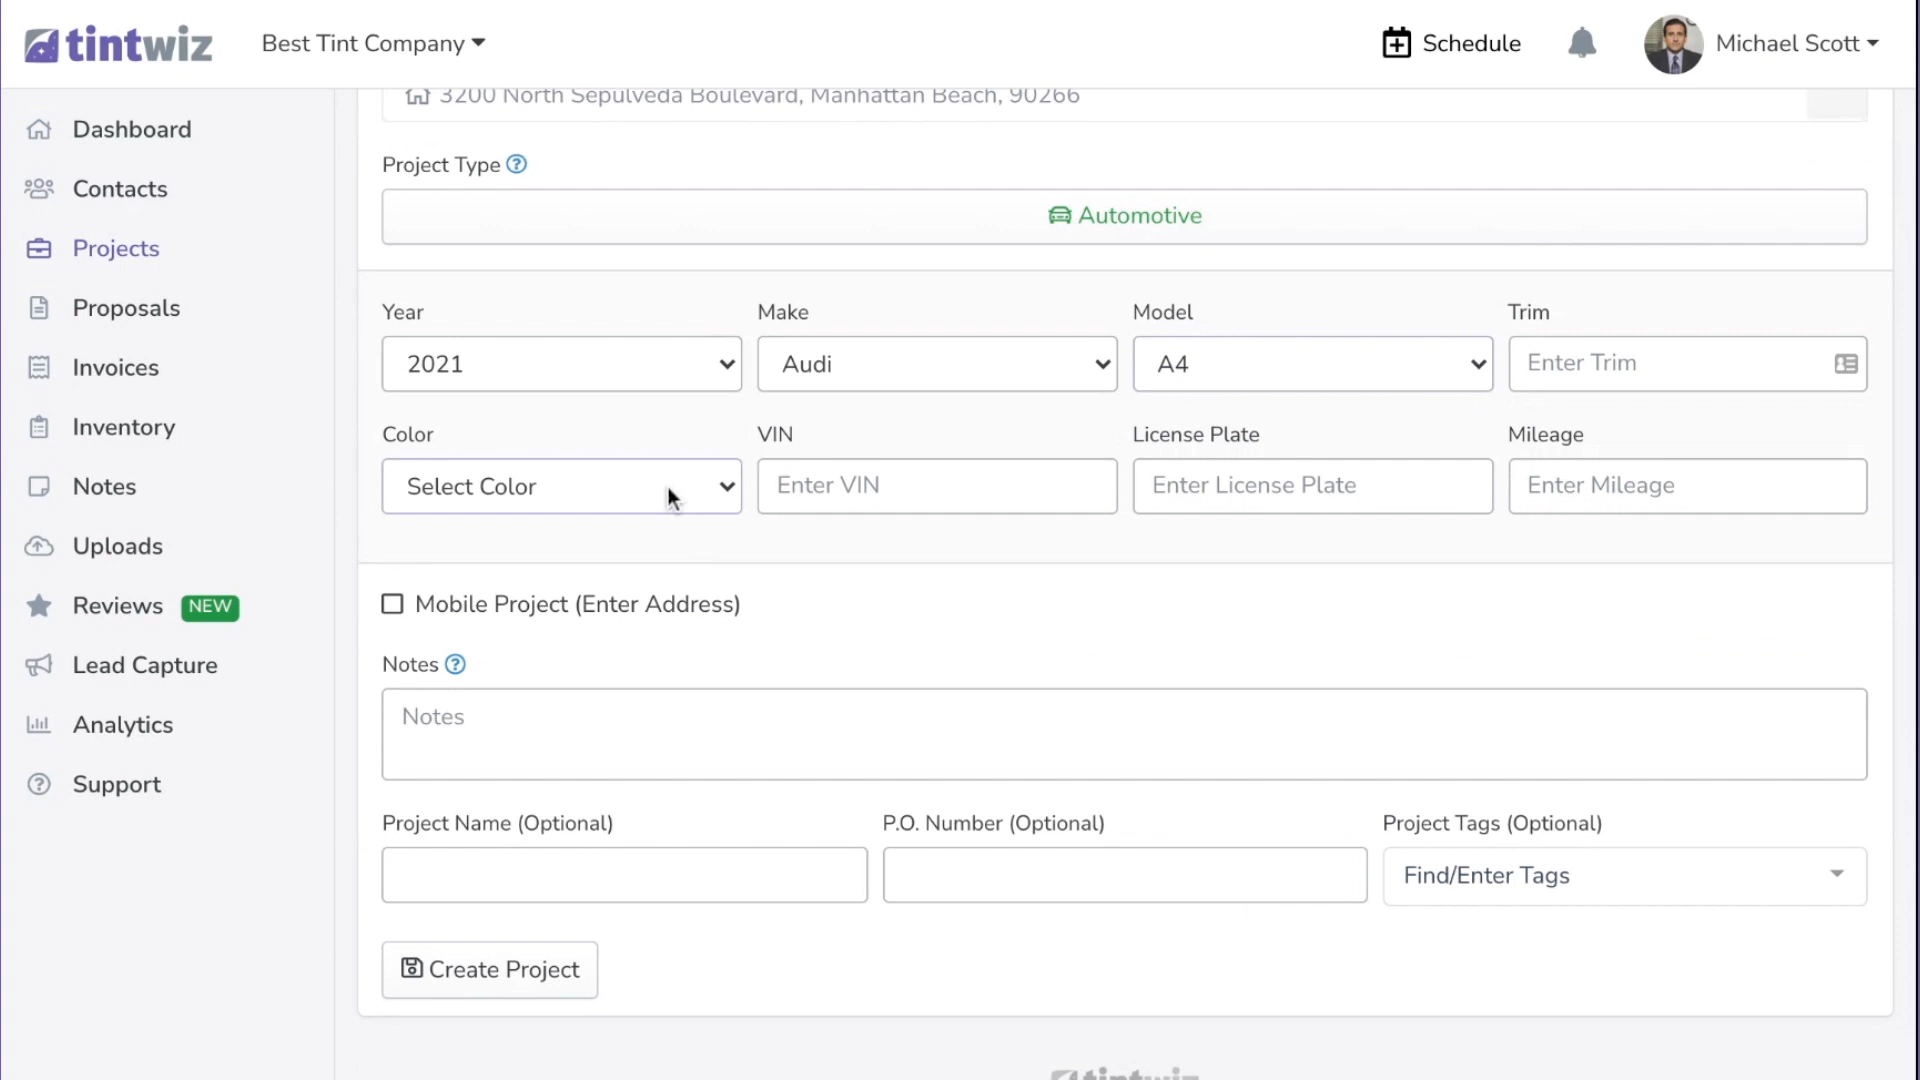 tintwiz
Best Tint Company
Schedule
Michael Scott
Dashboard
Contacts
Projects
Proposals
Invoices
Inventory
Notes
Uploads
Reviews NEW
Lead Capture
Analytics
Support
3200 North Sepulveda Boulevard, Manhattan Beach, 90266
Project Type ?
Automotive
Year Make Model Trim
2021 Audi A4 Enter Trim
Color VIN License Plate Mileage
Select Color Enter VIN Enter License Plate Enter Mileage
Mobile Project (Enter Address)
Notes ?
Notes
Project Name (Optional) P.O. Number (Optional) Project Tags (Optional)
Find/Enter Tags
Create Project
tintwiz